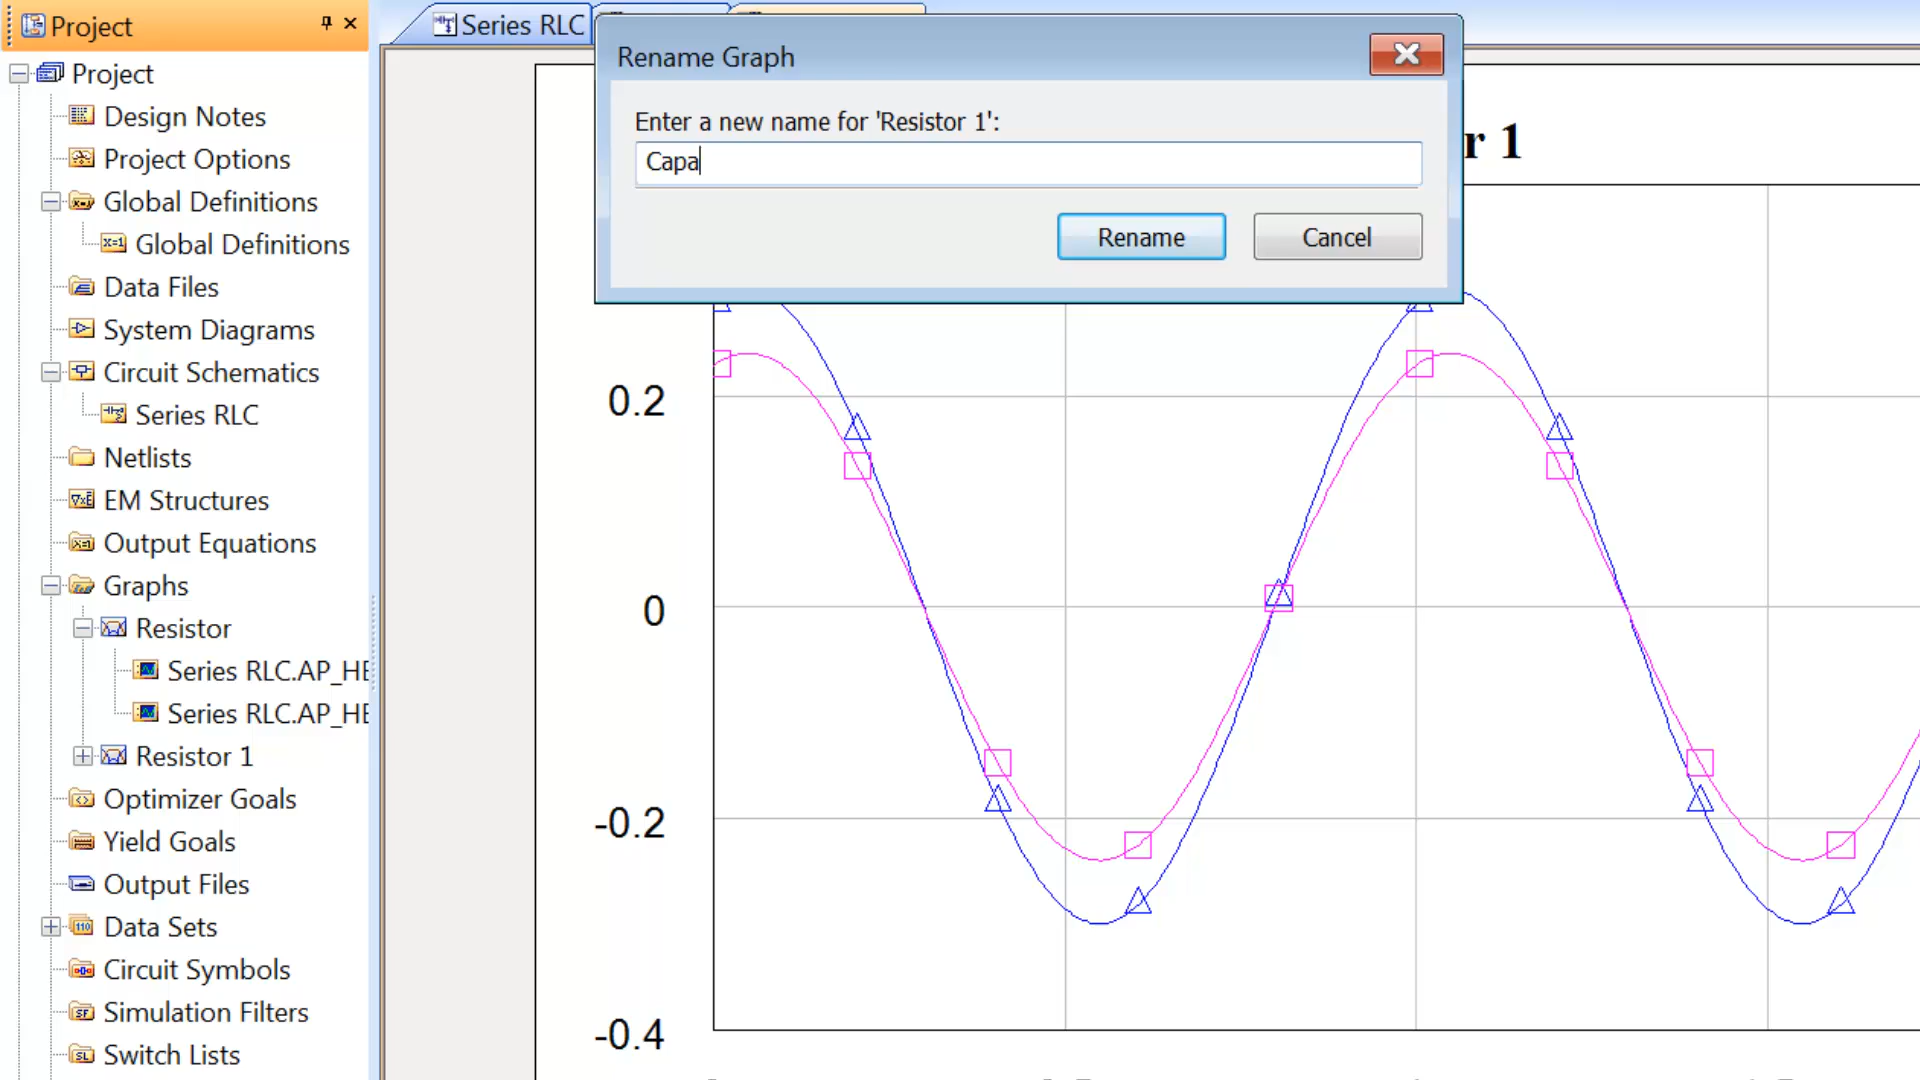 Project
Project
Design Notes
Project Options
Global Definitions
Global Definitions
Data Files
System Diagrams
Circuit Schematics
Series RLC
Netlists
EM Structures
Output Equations
Graphs
Resistor
Series RLC.AP_HB
Series RLC.AP_HB
Resistor 1
Optimizer Goals
Yield Goals
Output Files
Data Sets
Circuit Symbols
Simulation Filters
Switch Lists
Series RLC
Rename Graph
Enter a new name for 'Resistor 1':
Capa
Rename
Cancel
r 1
0.2
0
-0.2
-0.4